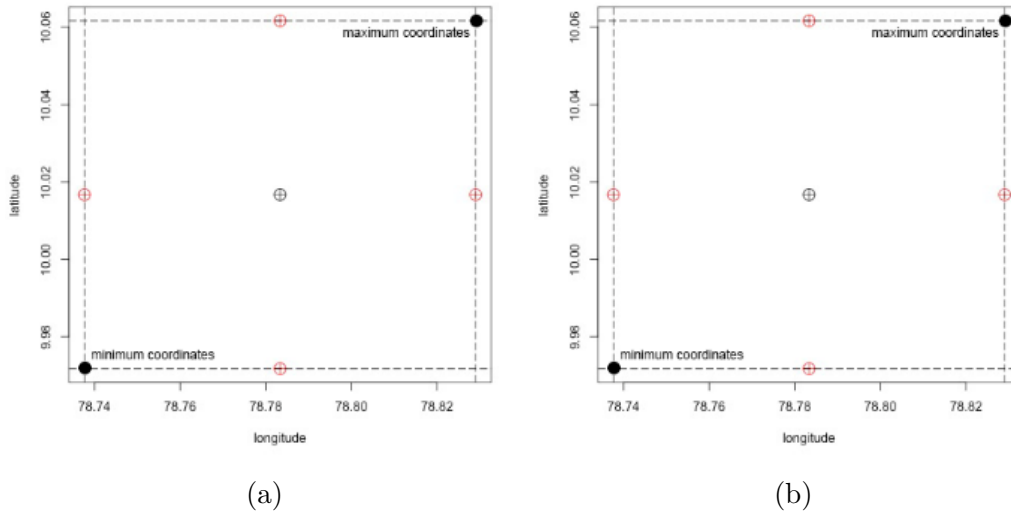 maximum coordinates
10.06
10.04
10.02
10.00
9.98
latitude
minimum coordinates
78.74 78.76 78.78 78.80 78.82
longitude
(a)
maximum coordinates
10.06
10.04
10.02
10.00
9.98
latitude
minimum coordinates
78.74 78.76 78.78 78.80 78.82
longitude
(b)